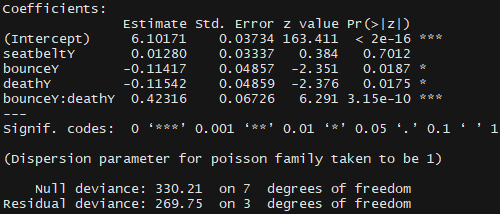 Coefficients:
Estimate Std. Error z value Pr(>|z|)
(Intercept) 6.10171 0.03734 163.411 < 2e-16 ***
seatbeltY 0.01280 0.03337 0.384 0.7012
bounceY -0.11417 0.04857 -2.351 0.0187 *
deathY -0.11542 0.04859 -2.376 0.0175 *
bounceY:deathY 0.42316 0.06726 6.291 3.15e-10 ***
---
Signif. codes: 0 ‘***’ 0.001 ‘**’ 0.01 ‘*’ 0.05 ‘.’ 0.1 ‘ ’ 1
(Dispersion parameter for poisson family taken to be 1)
Null deviance: 330.21 on 7 degrees of freedom
Residual deviance: 269.75 on 3 degrees of freedom